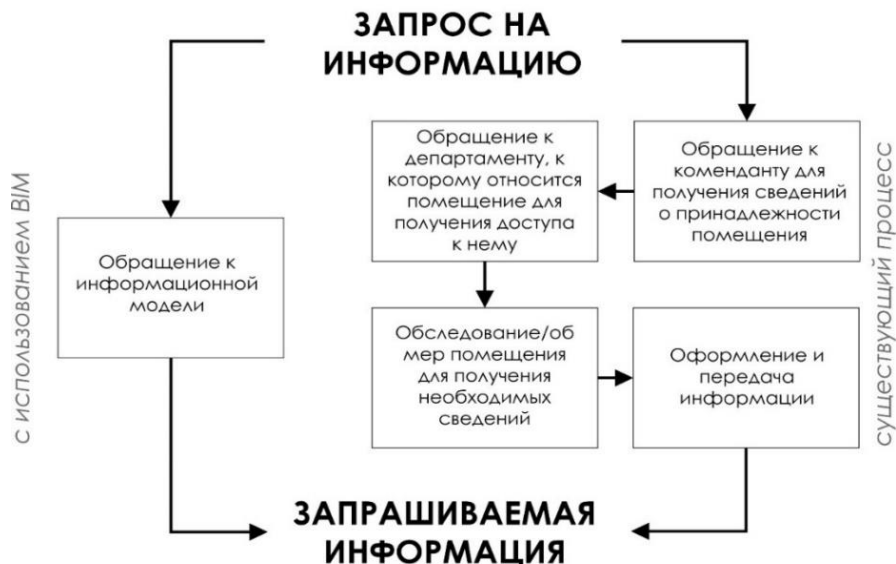 ЗАПРОС НА
ИНФОРМАЦИЮ
с использованием BIM
Обращение к
информационной
модели
Обращение к
коменданту для
получения сведений
о принадлежности
помещения
Обращение к
департаменту, к
которому относится
помещение для
получения доступа
к нему
Обследование/об
мер помещения
для получения
необходимых
сведений
Оформление и
передача
информации
существующий процесс
ЗАПРАШИВАЕМАЯ
ИНФОРМАЦИЯ